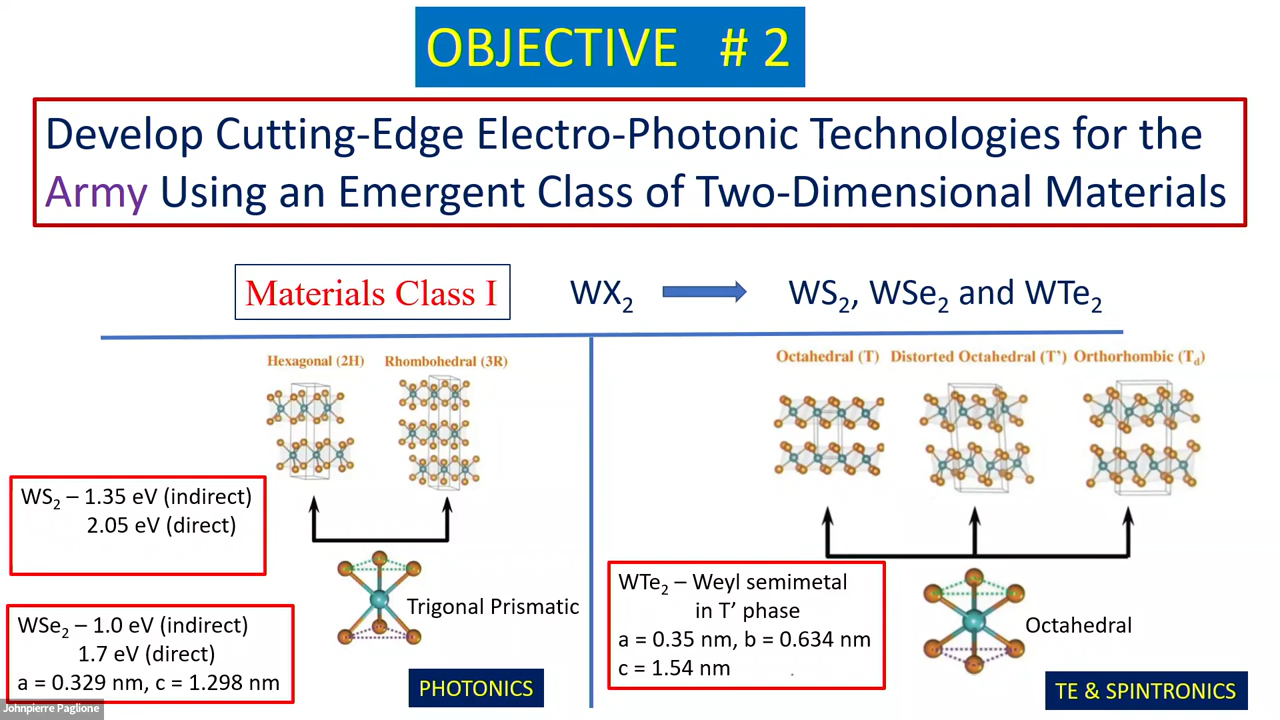 OBJECTIVE # 2
Develop Cutting-Edge Electro-Photonic Technologies for the
Army Using an Emergent Class of Two-Dimensional Materials
Materials Class I
WX₂
WS₂, WSe₂ and WTe₂
Hexagonal (2H)
Rhombohedral (3R)
Octahedral (T)
Distorted Octahedral (T’)
Orthorhombic (Td)
WS₂ – 1.35 eV (indirect)
2.05 eV (direct)
WSe₂ – 1.0 eV (indirect)
1.7 eV (direct)
a = 0.329 nm, c = 1.298 nm
Trigonal Prismatic
PHOTONICS
WTe₂ – Weyl semimetal
in T’ phase
a = 0.35 nm, b = 0.634 nm
c = 1.54 nm
Octahedral
TE & SPINTRONICS
Johnpierre Paglione